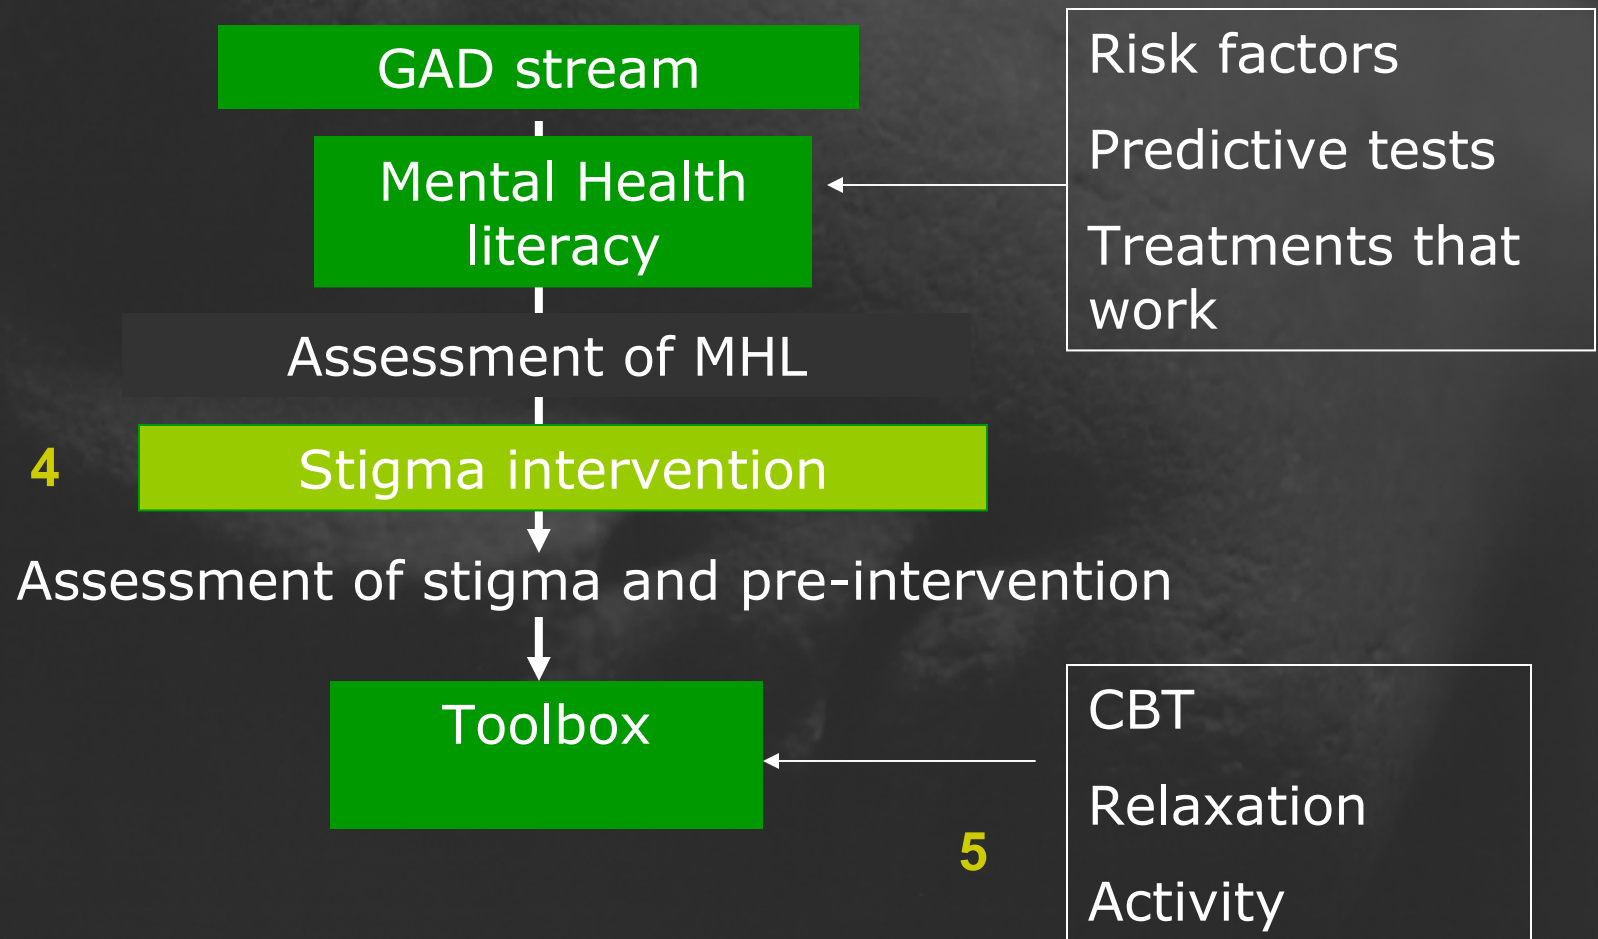 GAD stream
Mental Health
literacy
Risk factors
Predictive tests
Treatments that
work
Assessment of MHL
4
Stigma intervention
Assessment of stigma and pre-intervention
Toolbox
5
CBT
Relaxation
Activity